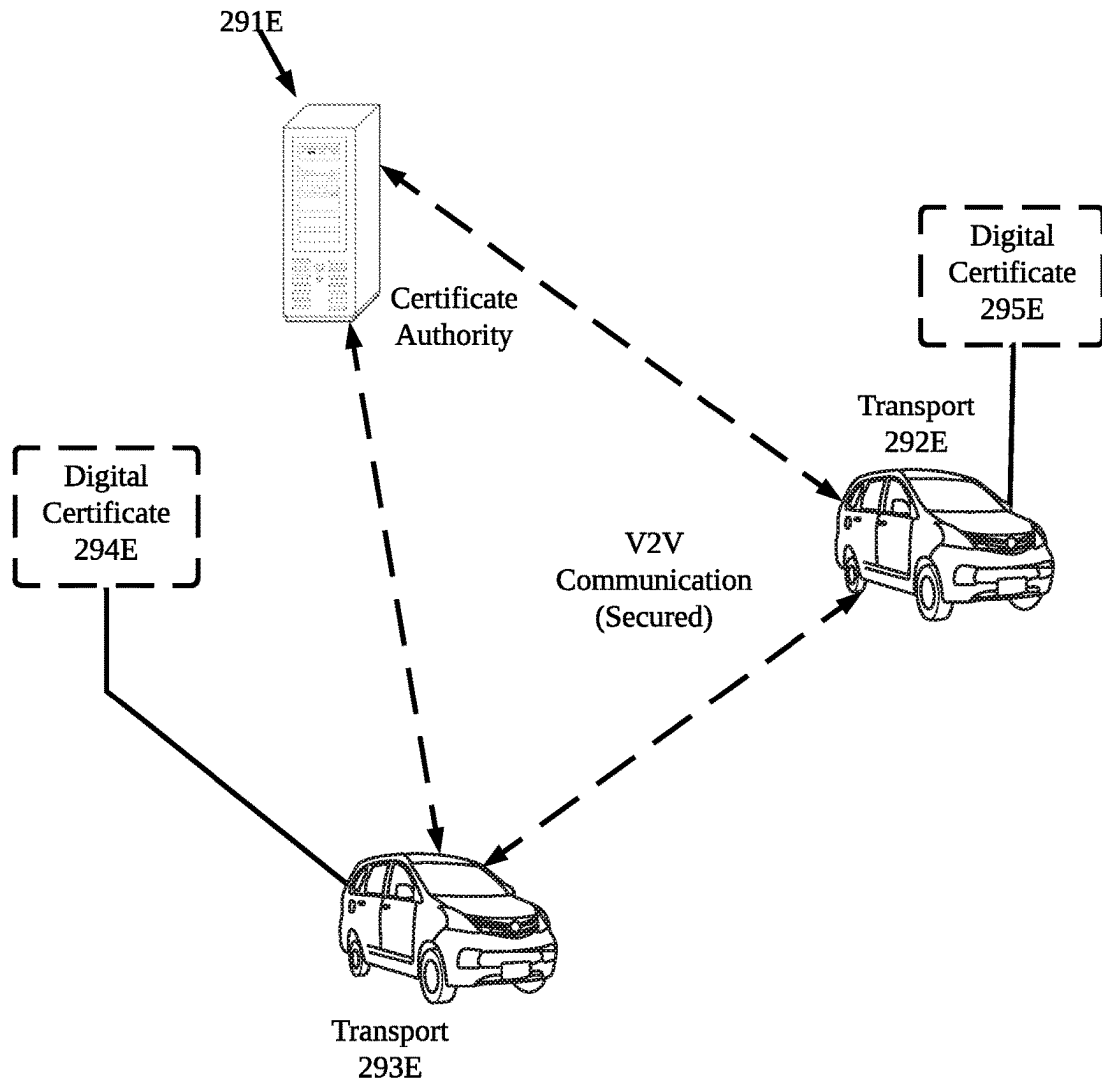 291E
Certificate
Authority
Digital
Certificate
295E
Transport
292E
Digital
Certificate
294E
V2V
Communication
(Secured)
Transport
293E